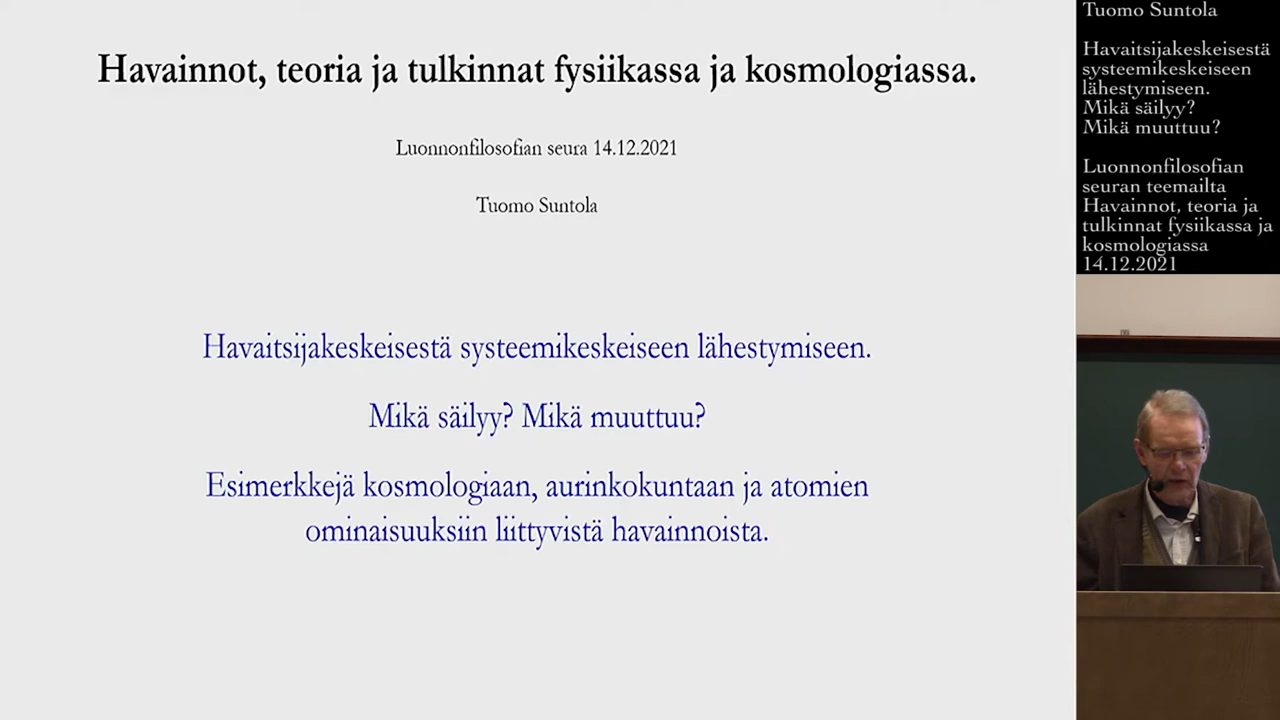 Havainnot, teoria ja tulkinnat fysiikassa ja kosmologiassa.
Luonnonfilosofian seura 14.12.2021
Tuomo Suntola
Havaitsijakeskeisestä systeemikeskeiseen lähestymiseen.
Mikä säilyy? Mikä muuttuu?
Esimerkkejä kosmologiaan, aurinkokuntaan ja atomien
ominaisuuksiin liittyvistä havainnoista.
Tuomo Suntola
Havaitsijakeskeisestä
systeemikeskeiseen
lähestymiseen.
Mikä säilyy?
Mikä muuttuu?
Luonnonfilosofian
seuran teemailta
Havainnot, teoria ja
tulkinnat fysiikassa ja
kosmologiassa
14.12.2021